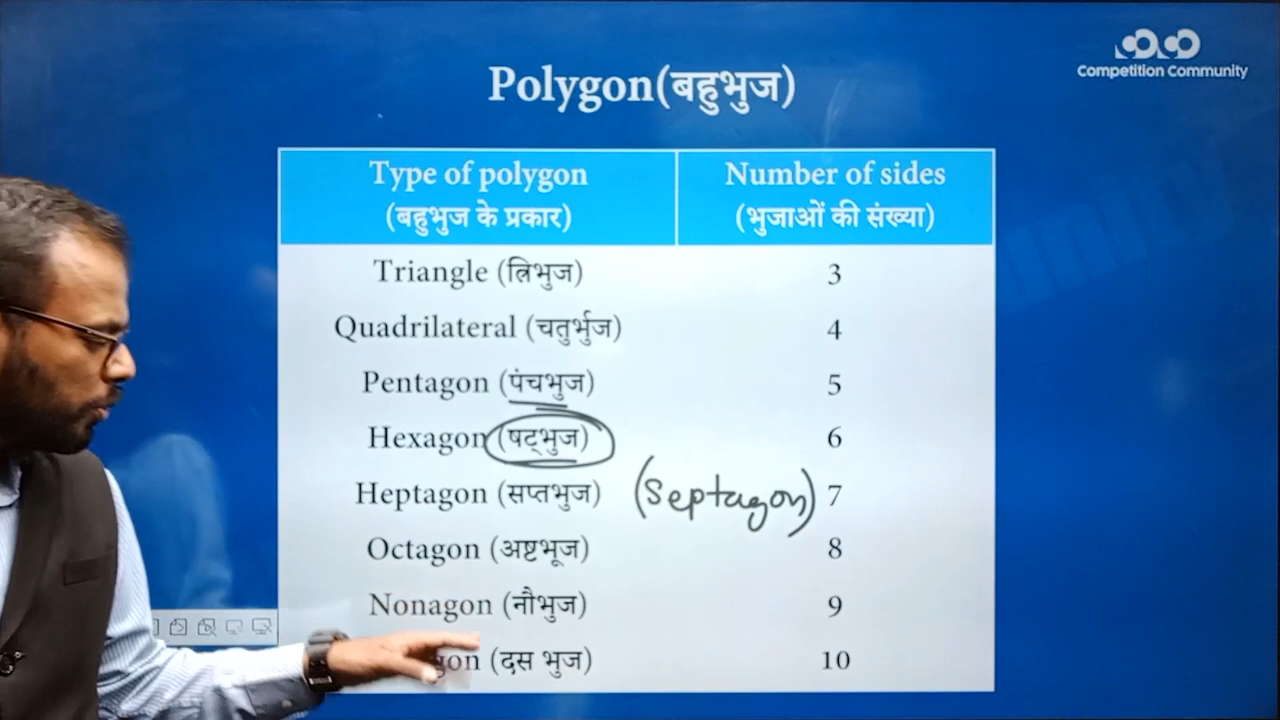 Competition Community
Polygon(बहुभुज)
Type of polygon
(बहुभुज के प्रकार)
Number of sides
(भुजाओं की संख्या)
Triangle (त्रिभुज) 3
Quadrilateral (चतुर्भुज) 4
Pentagon (पंचभुज) 5
Hexagon (षट्भुज) 6
Heptagon (सप्तभुज) (Septagon) 7
Octagon (अष्टभूज) 8
Nonagon (नौभुज) 9
gon (दस भुज) 10